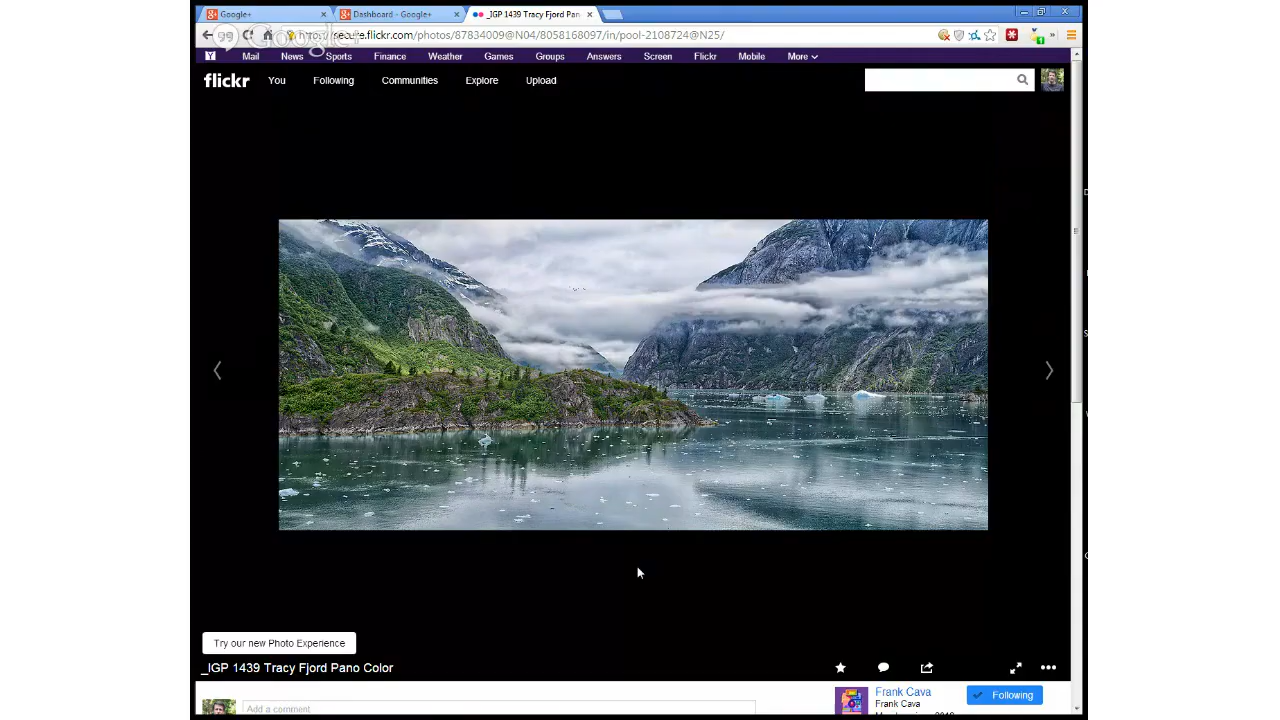 Google+
Dashboard - Google+
_IGP 1439 Tracy Fjord Pan
secure.flickr.com/photos/87834009@N04/8058168097/in/pool-2108724@N25/
Google+
Y Mail News Sports Finance Weather Games Groups Answers Screen Flickr Mobile More
flickr You Following Communities Explore Upload
Try our new Photo Experience
_IGP 1439 Tracy Fjord Pano Color
Frank Cava
Following
Frank Cava
Add a comment